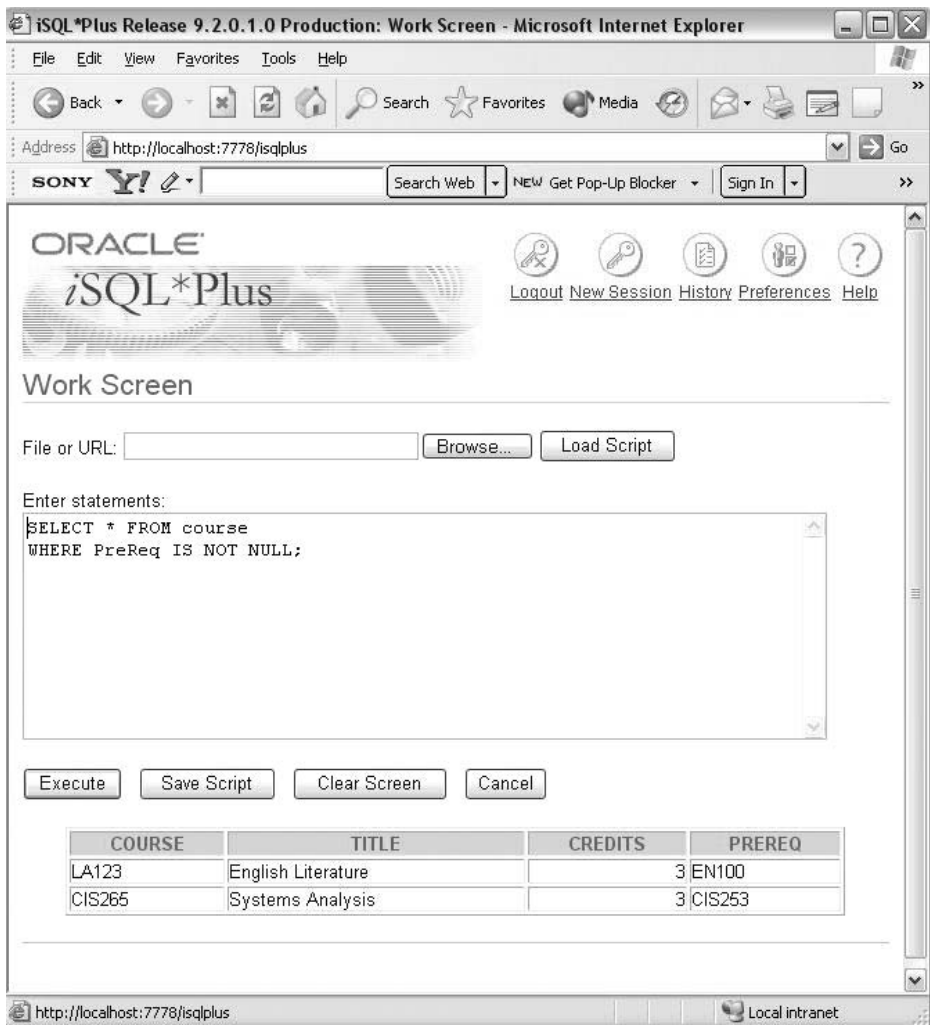 iSQL*Plus Release 9.2.0.1.0 Production: Work Screen - Microsoft Internet Explorer
File Edit View Favorites Tools Help
Back Search Favorites Media »
Address http://localhost:7778/isqlplus Go
SONY Y! Search Web NEW Get Pop-Up Blocker Sign In »
ORACLE
iSQL*Plus
Logout New Session History Preferences ? Help
Work Screen
File or URL: Browse... Load Script
Enter statements:
SELECT * FROM course
WHERE PreReq IS NOT NULL;
Execute Save Script Clear Screen Cancel
COURSE TITLE CREDITS PREREQ
LA123 English Literature 3 EN100
CIS265 Systems Analysis 3 CIS253
http://localhost:7778/isqlplus Local intranet